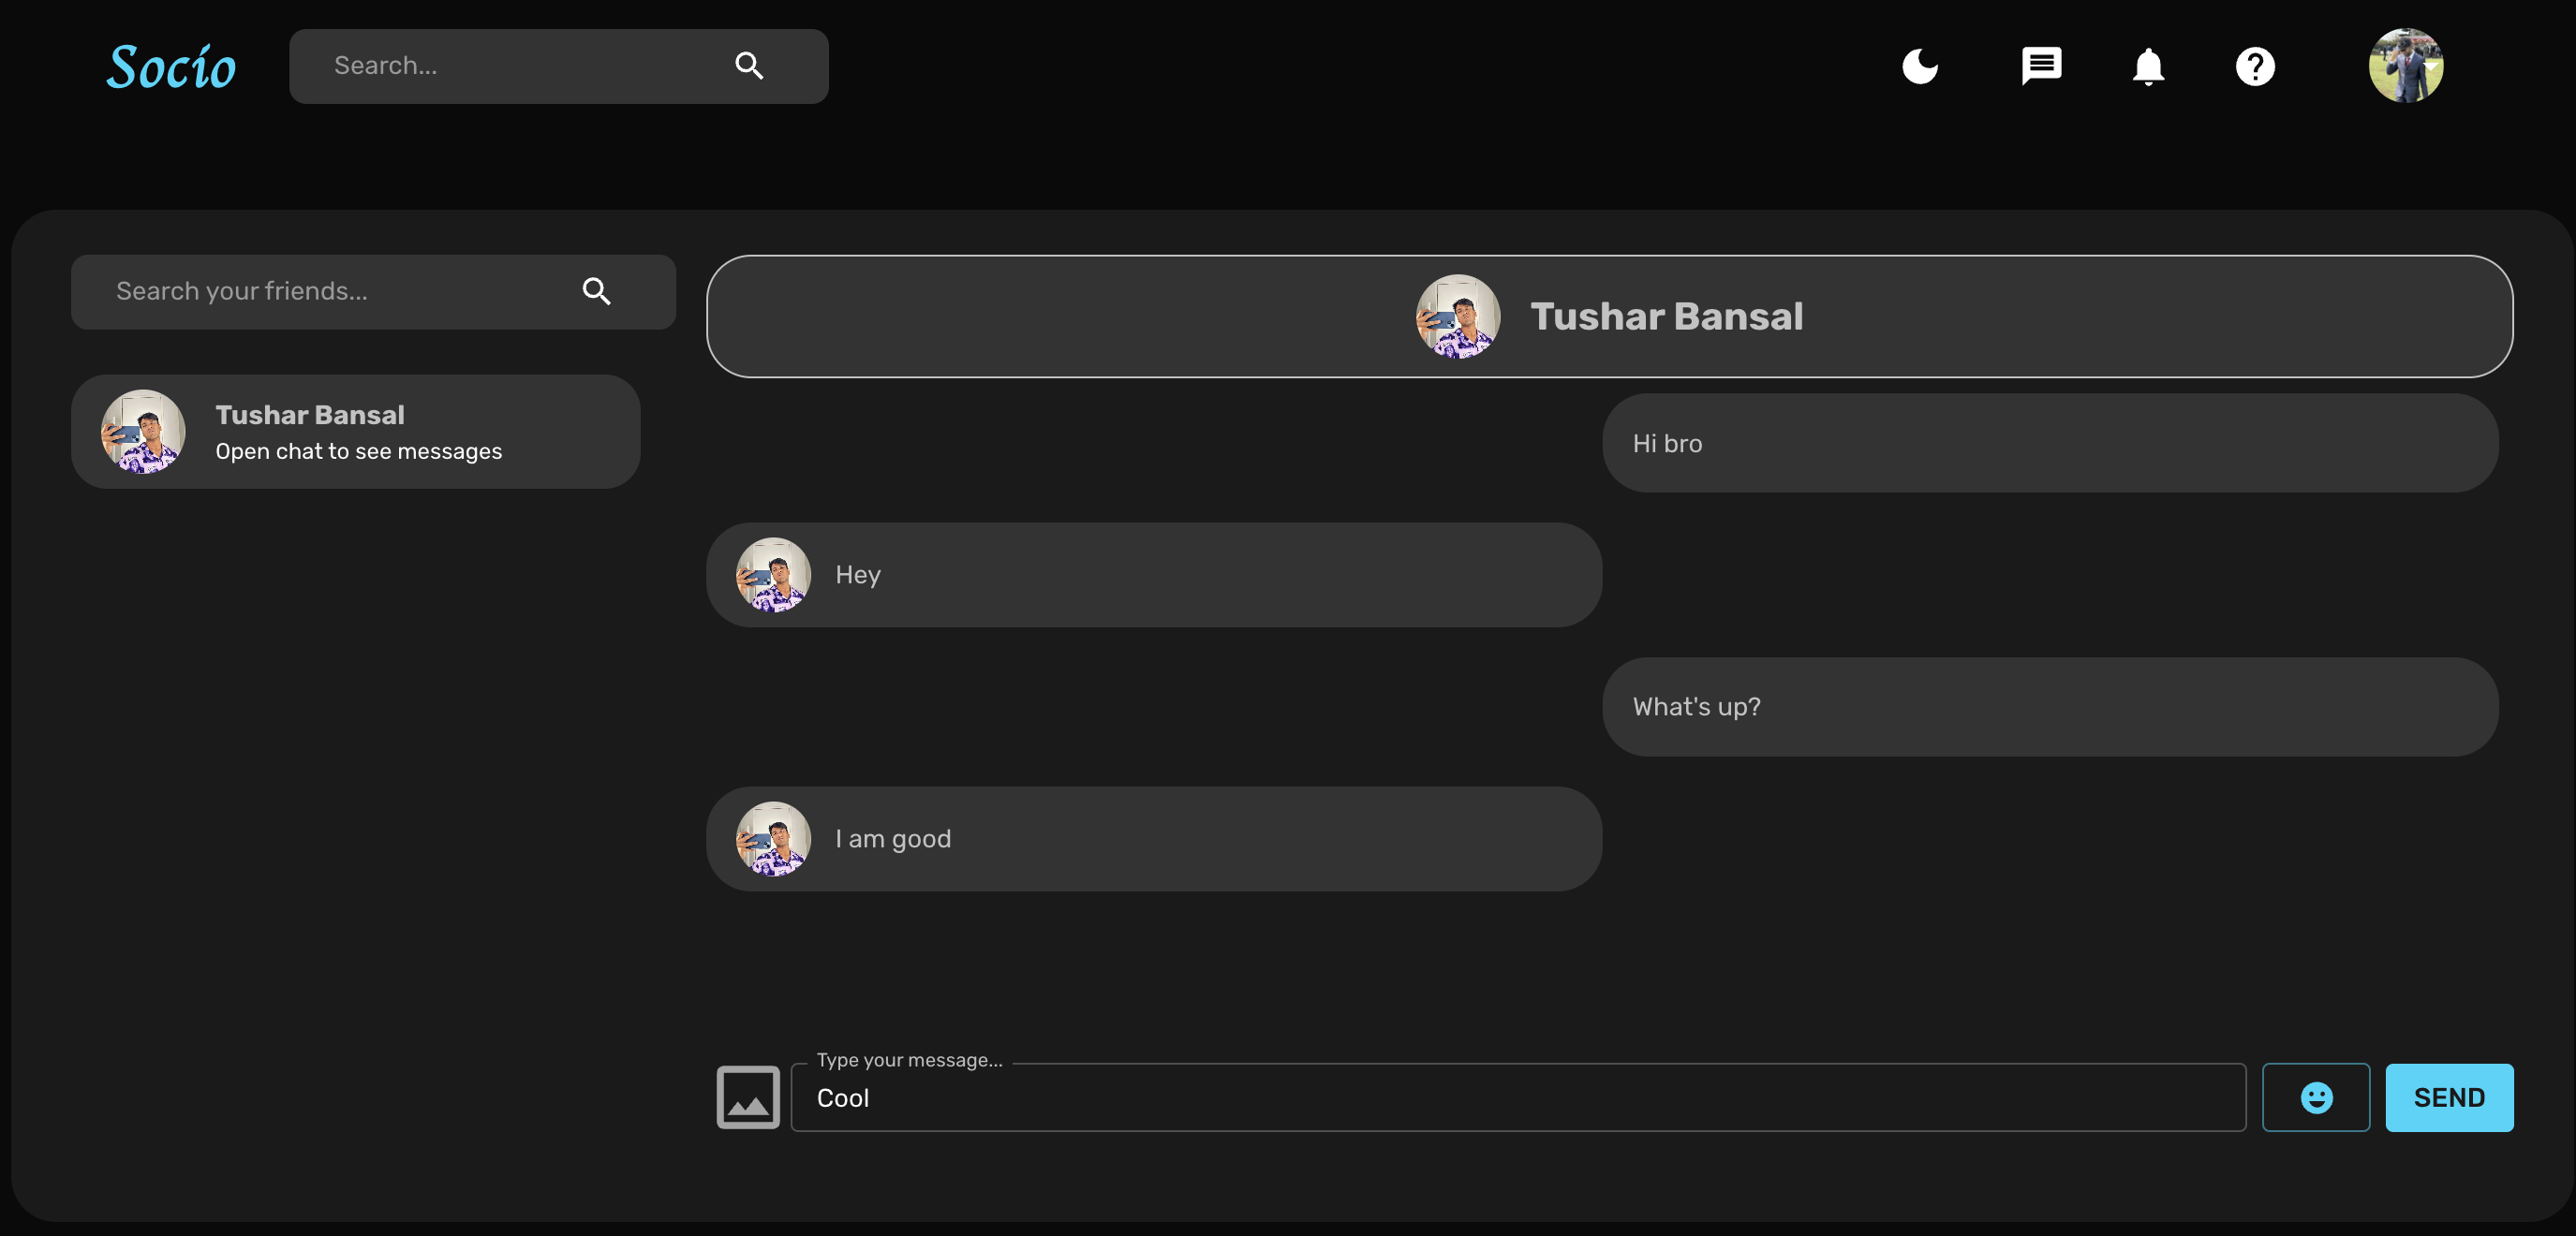 Socío
Search...
Search your friends...
Tushar Bansal
Open chat to see messages
Tushar Bansal
Hi bro
Hey
What's up?
I am good
Type your message...
Cool
SEND